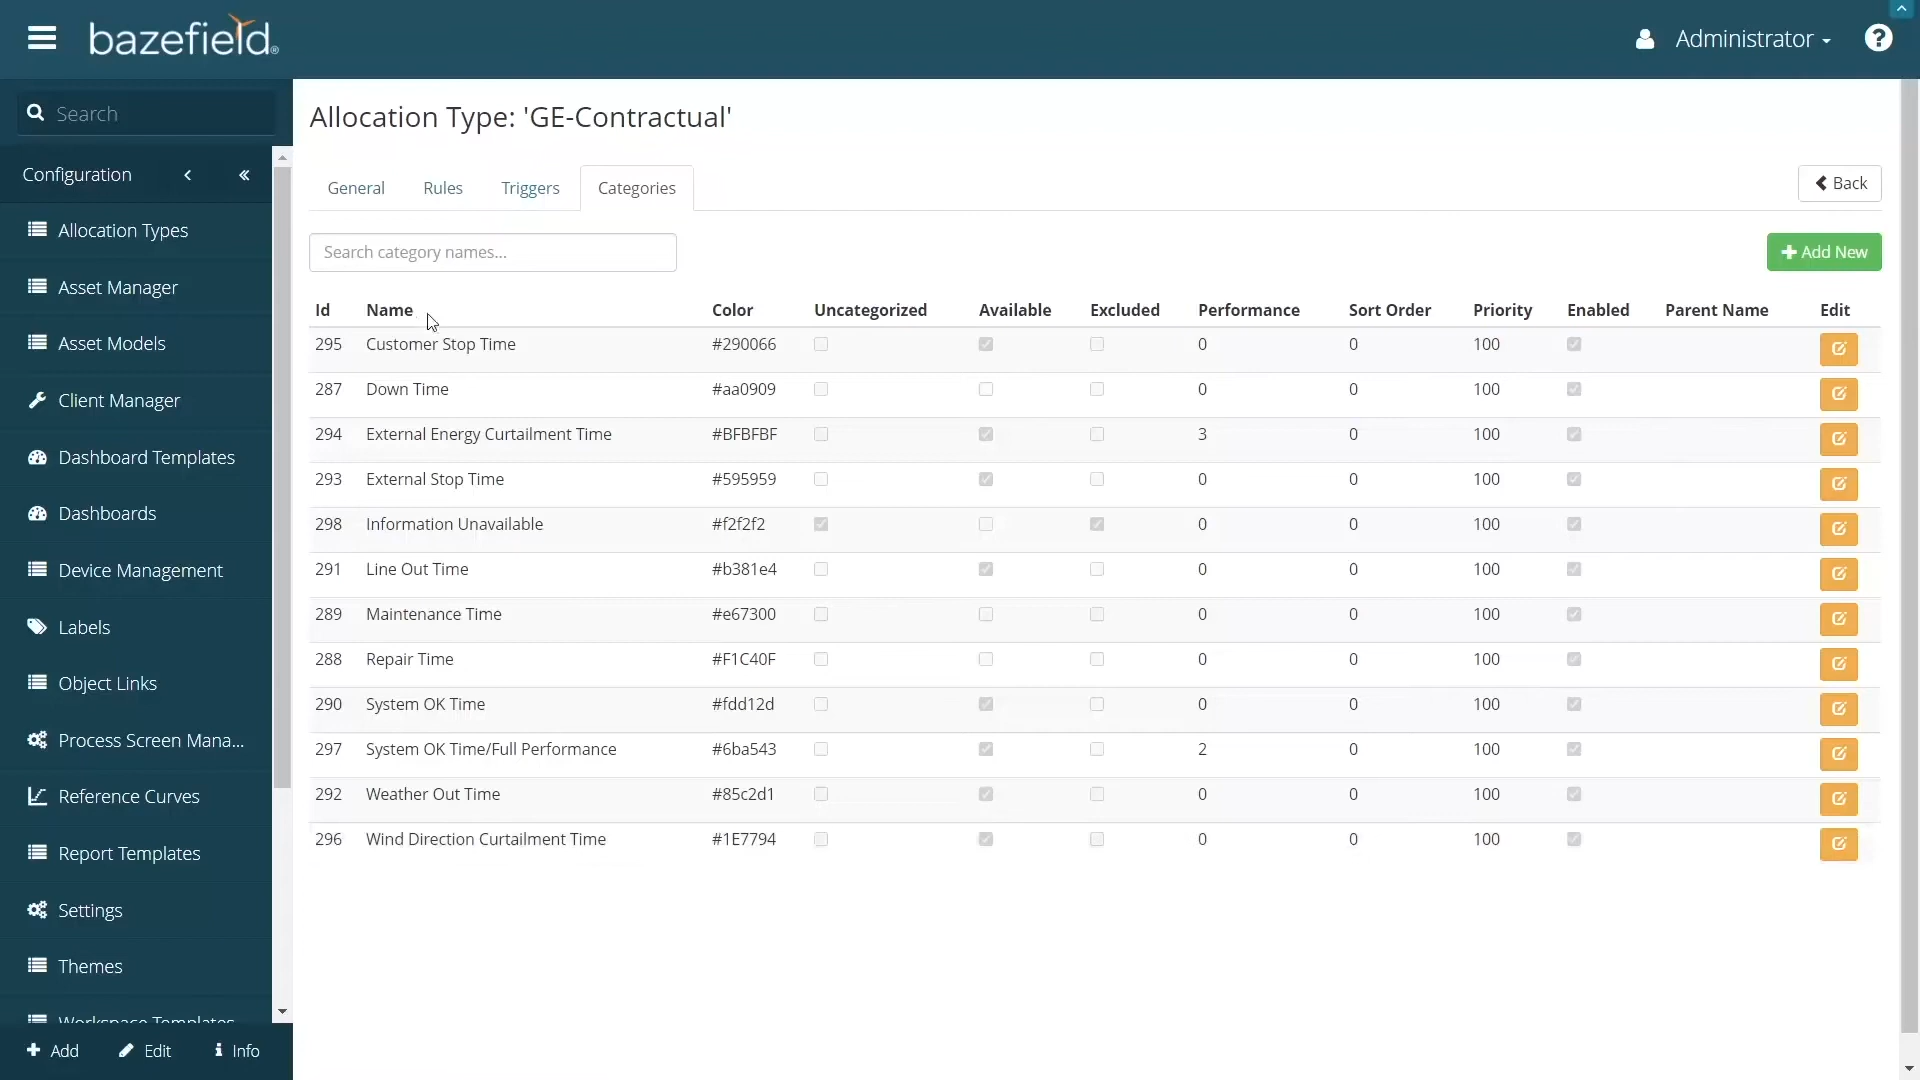 bazefield®
Administrator
Search
Configuration
Allocation Types
Asset Manager
Asset Models
Client Manager
Dashboard Templates
Dashboards
Device Management
Labels
Object Links
Process Screen Mana...
Reference Curves
Report Templates
Settings
Themes
Workspace Templates
Add Edit Info
Allocation Type: 'GE-Contractual'
General Rules Triggers Categories Back
Search category names... Add New
Id Name Color Uncategorized Available Excluded Performance Sort Order Priority Enabled Parent Name Edit
295 Customer Stop Time #290066 0 0 100
287 Down Time #aa0909 0 0 100
294 External Energy Curtailment Time #BFBFBF 3 0 100
293 External Stop Time #595959 0 0 100
298 Information Unavailable #f2f2f2 0 0 100
291 Line Out Time #b381e4 0 0 100
289 Maintenance Time #e67300 0 0 100
288 Repair Time #F1C40F 0 0 100
290 System OK Time #fdd12d 0 0 100
297 System OK Time/Full Performance #6ba543 2 0 100
292 Weather Out Time #85c2d1 0 0 100
296 Wind Direction Curtailment Time #1E7794 0 0 100